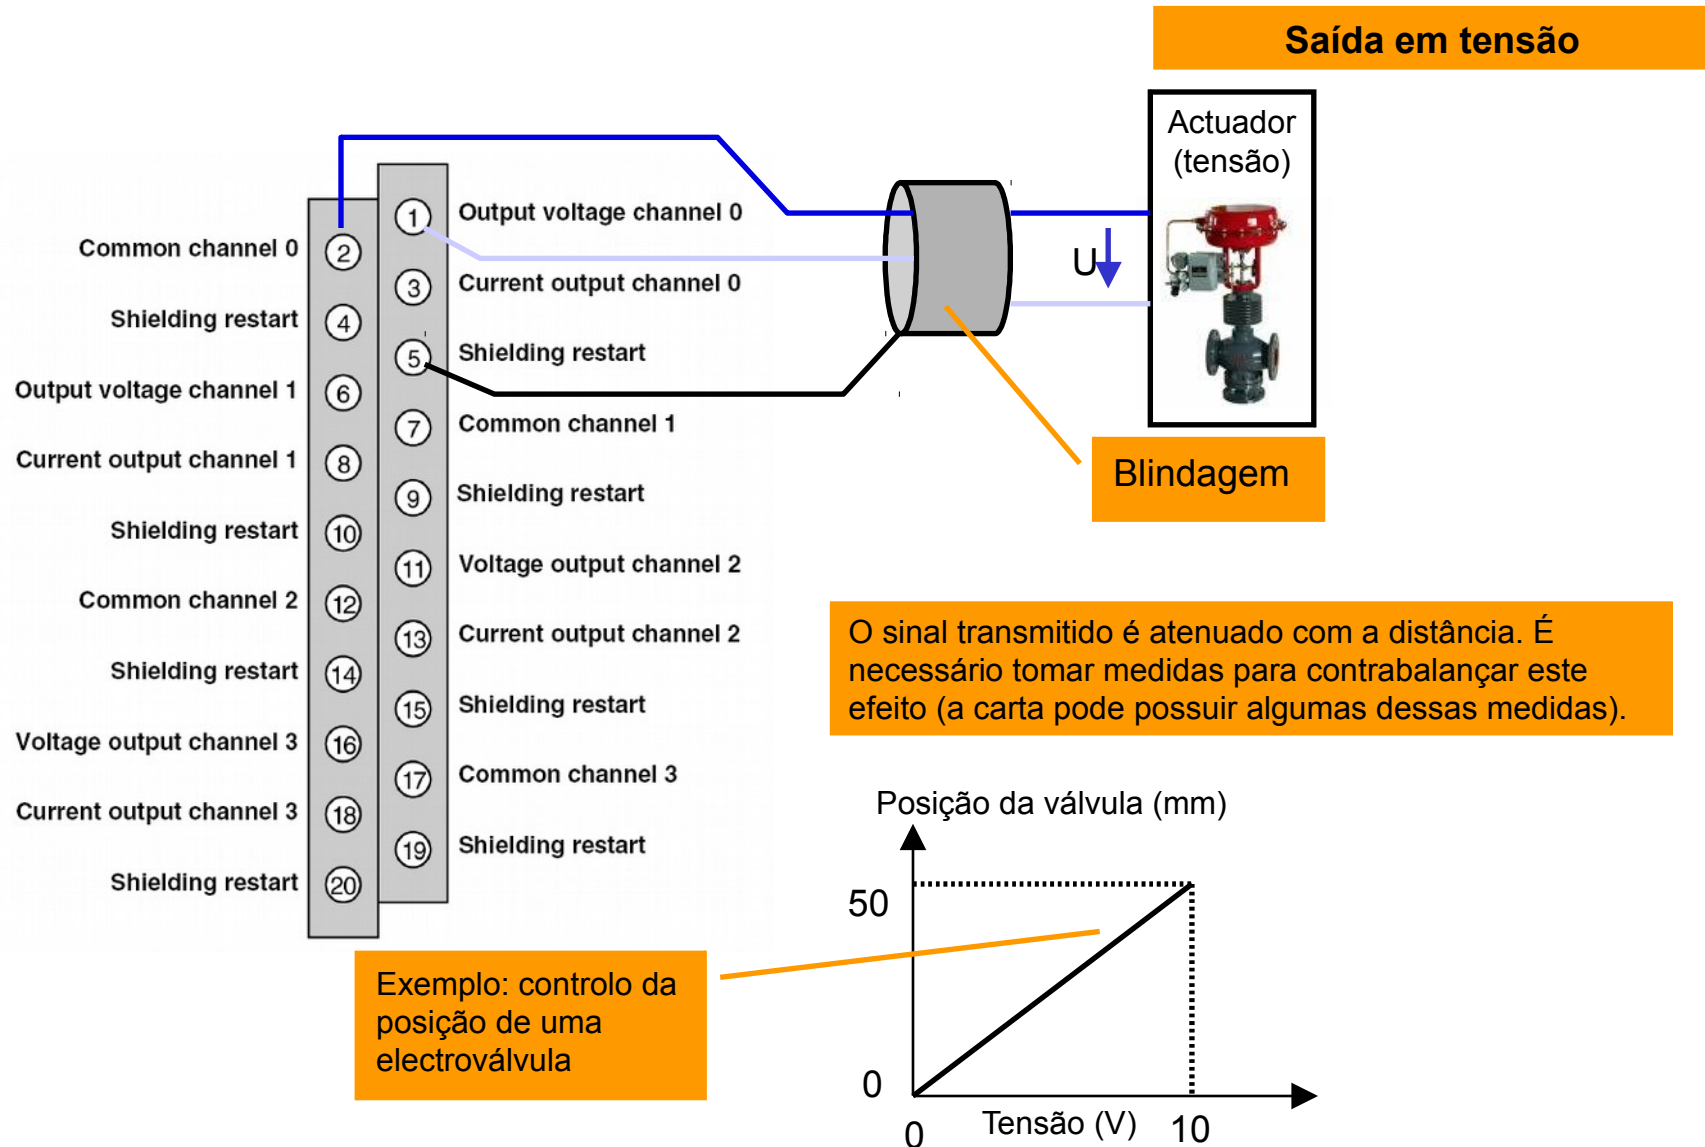 Saída em tensão
Actuador
(tensão)
U
Blindagem
Common channel 0
2
Shielding restart
4
Output voltage channel 1
6
Current output channel 1
8
Shielding restart
10
Common channel 2
12
Shielding restart
14
Voltage output channel 3
16
Current output channel 3
18
Shielding restart
20
1
Output voltage channel 0
3
Current output channel 0
5
Shielding restart
7
Common channel 1
9
Shielding restart
11
Voltage output channel 2
13
Current output channel 2
15
Shielding restart
17
Common channel 3
19
Shielding restart
O sinal transmitido é atenuado com a distância. É
necessário tomar medidas para contrabalançar este
efeito (a carta pode possuir algumas dessas medidas).
Exemplo: controlo da
posição de uma
electroválvula
Posição da válvula (mm)
50
0
0
Tensão (V)
10